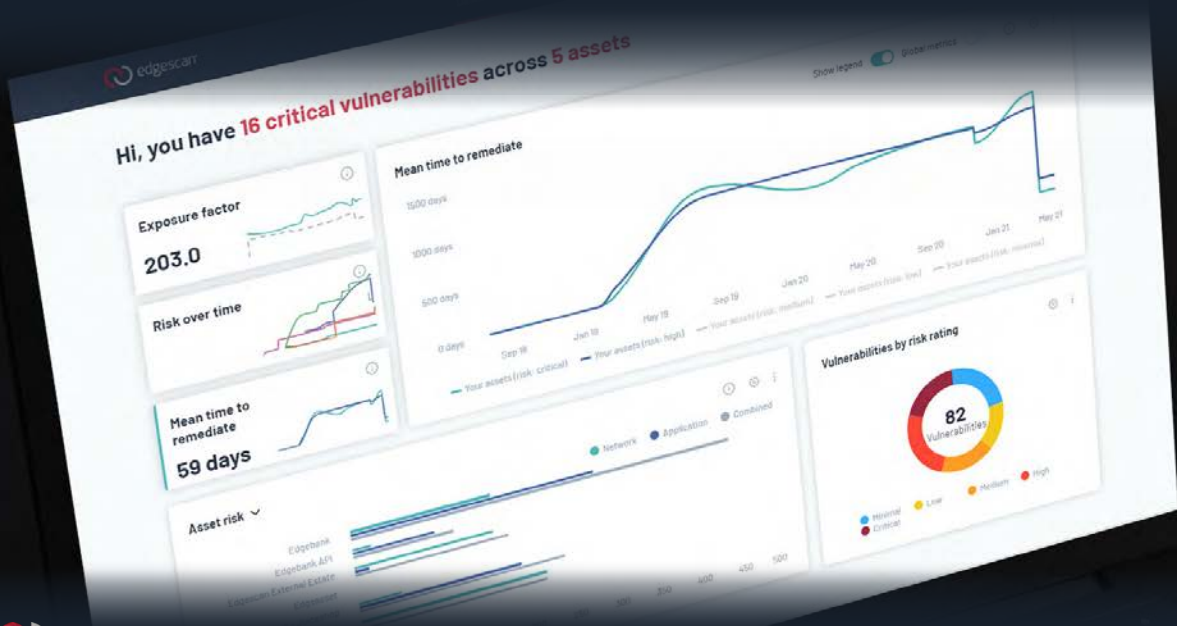 edgescan
Hi, you have 16 critical vulnerabilities across 5 assets
Show legend
Global metrics
Exposure factor
203.0
Risk over time
Mean time to
remediate
59 days
Mean time to remediate
1500 days
1000 days
500 days
0 days
Sep 18
Jan 19
May 19
Sep 19
Jan 20
May 20
Sep 20
Jan 21
May 21
Your assets (risk: critical)
Your assets (risk: high)
Your assets (risk: medium)
Your assets (risk: low)
Your assets (risk: minimal)
Asset risk
Network
Application
Combined
Edgebank
Edgebank API
Edgescan External Estate
300
350
400
450
500
Vulnerabilities by risk rating
82
Vulnerabilities
Minimal
Low
Medium
High
Critical